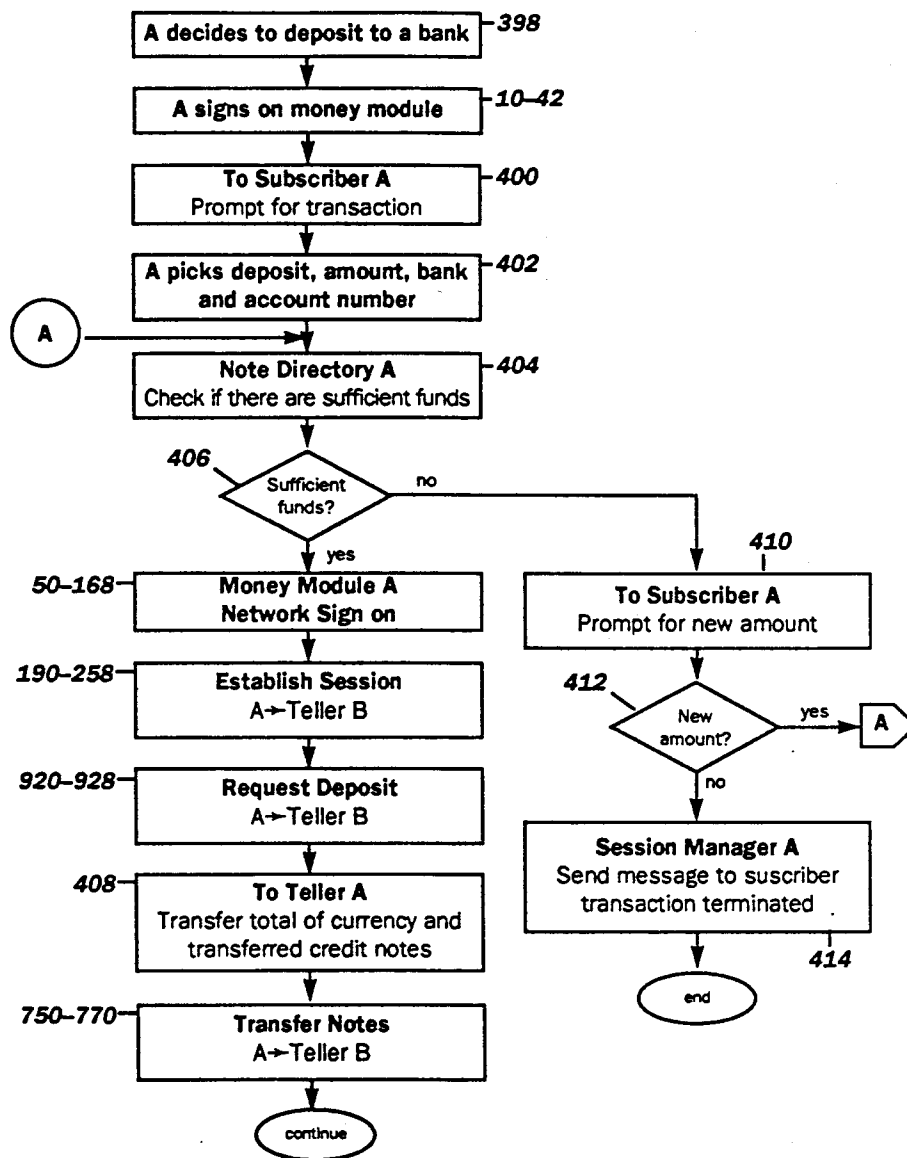 A decides to deposit to a bank
398
A signs on money module
10–42
To Subscriber A
Prompt for transaction
400
A picks deposit, amount, bank
and account number
402
A
Note Directory A
Check if there are sufficient funds
404
406
Sufficient
funds?
no
yes
50–168
Money Module A
Network Sign on
190–258
Establish Session
A→Teller B
920–928
Request Deposit
A→Teller B
408
To Teller A
Transfer total of currency and
transferred credit notes
750–770
Transfer Notes
A→Teller B
continue
410
To Subscriber A
Prompt for new amount
412
New
amount?
yes
A
no
Session Manager A
Send message to suscriber
transaction terminated
414
end